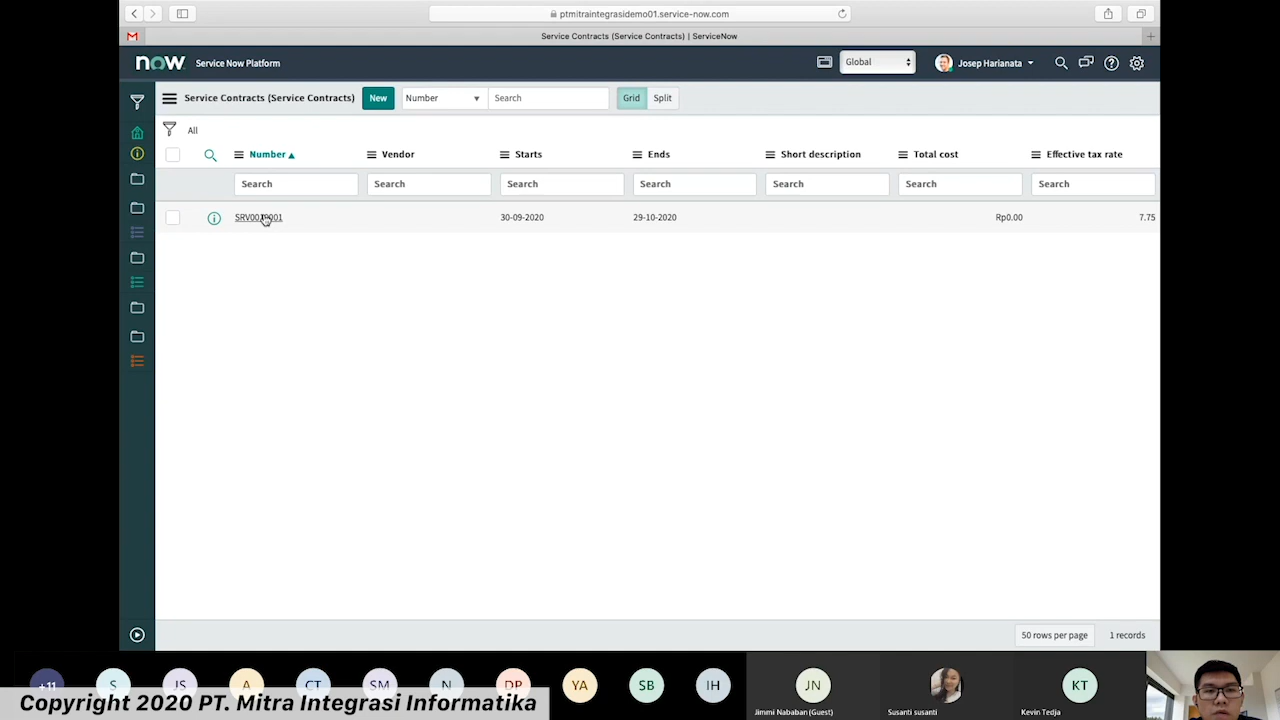 ptmitraintegrasidemo01.service-now.com
Service Contracts (Service Contracts) | ServiceNow
now Service Now Platform Global Josep Harianata
Service Contracts (Service Contracts) New Number Search Grid Split
All
Number Vendor Starts Ends Short description Total cost Effective tax rate
Search Search Search Search Search Search Search
30-09-2020 29-10-2020 Rp0.00 7.75
50 rows per page 1 records
+11 S JS A CT SM N DP YA SB IH JN KT
Jimmi Nababan (Guest) Susanti susanti Kevin Tedja
Copyright 2020 PT. Mitra Integrasi Informatika